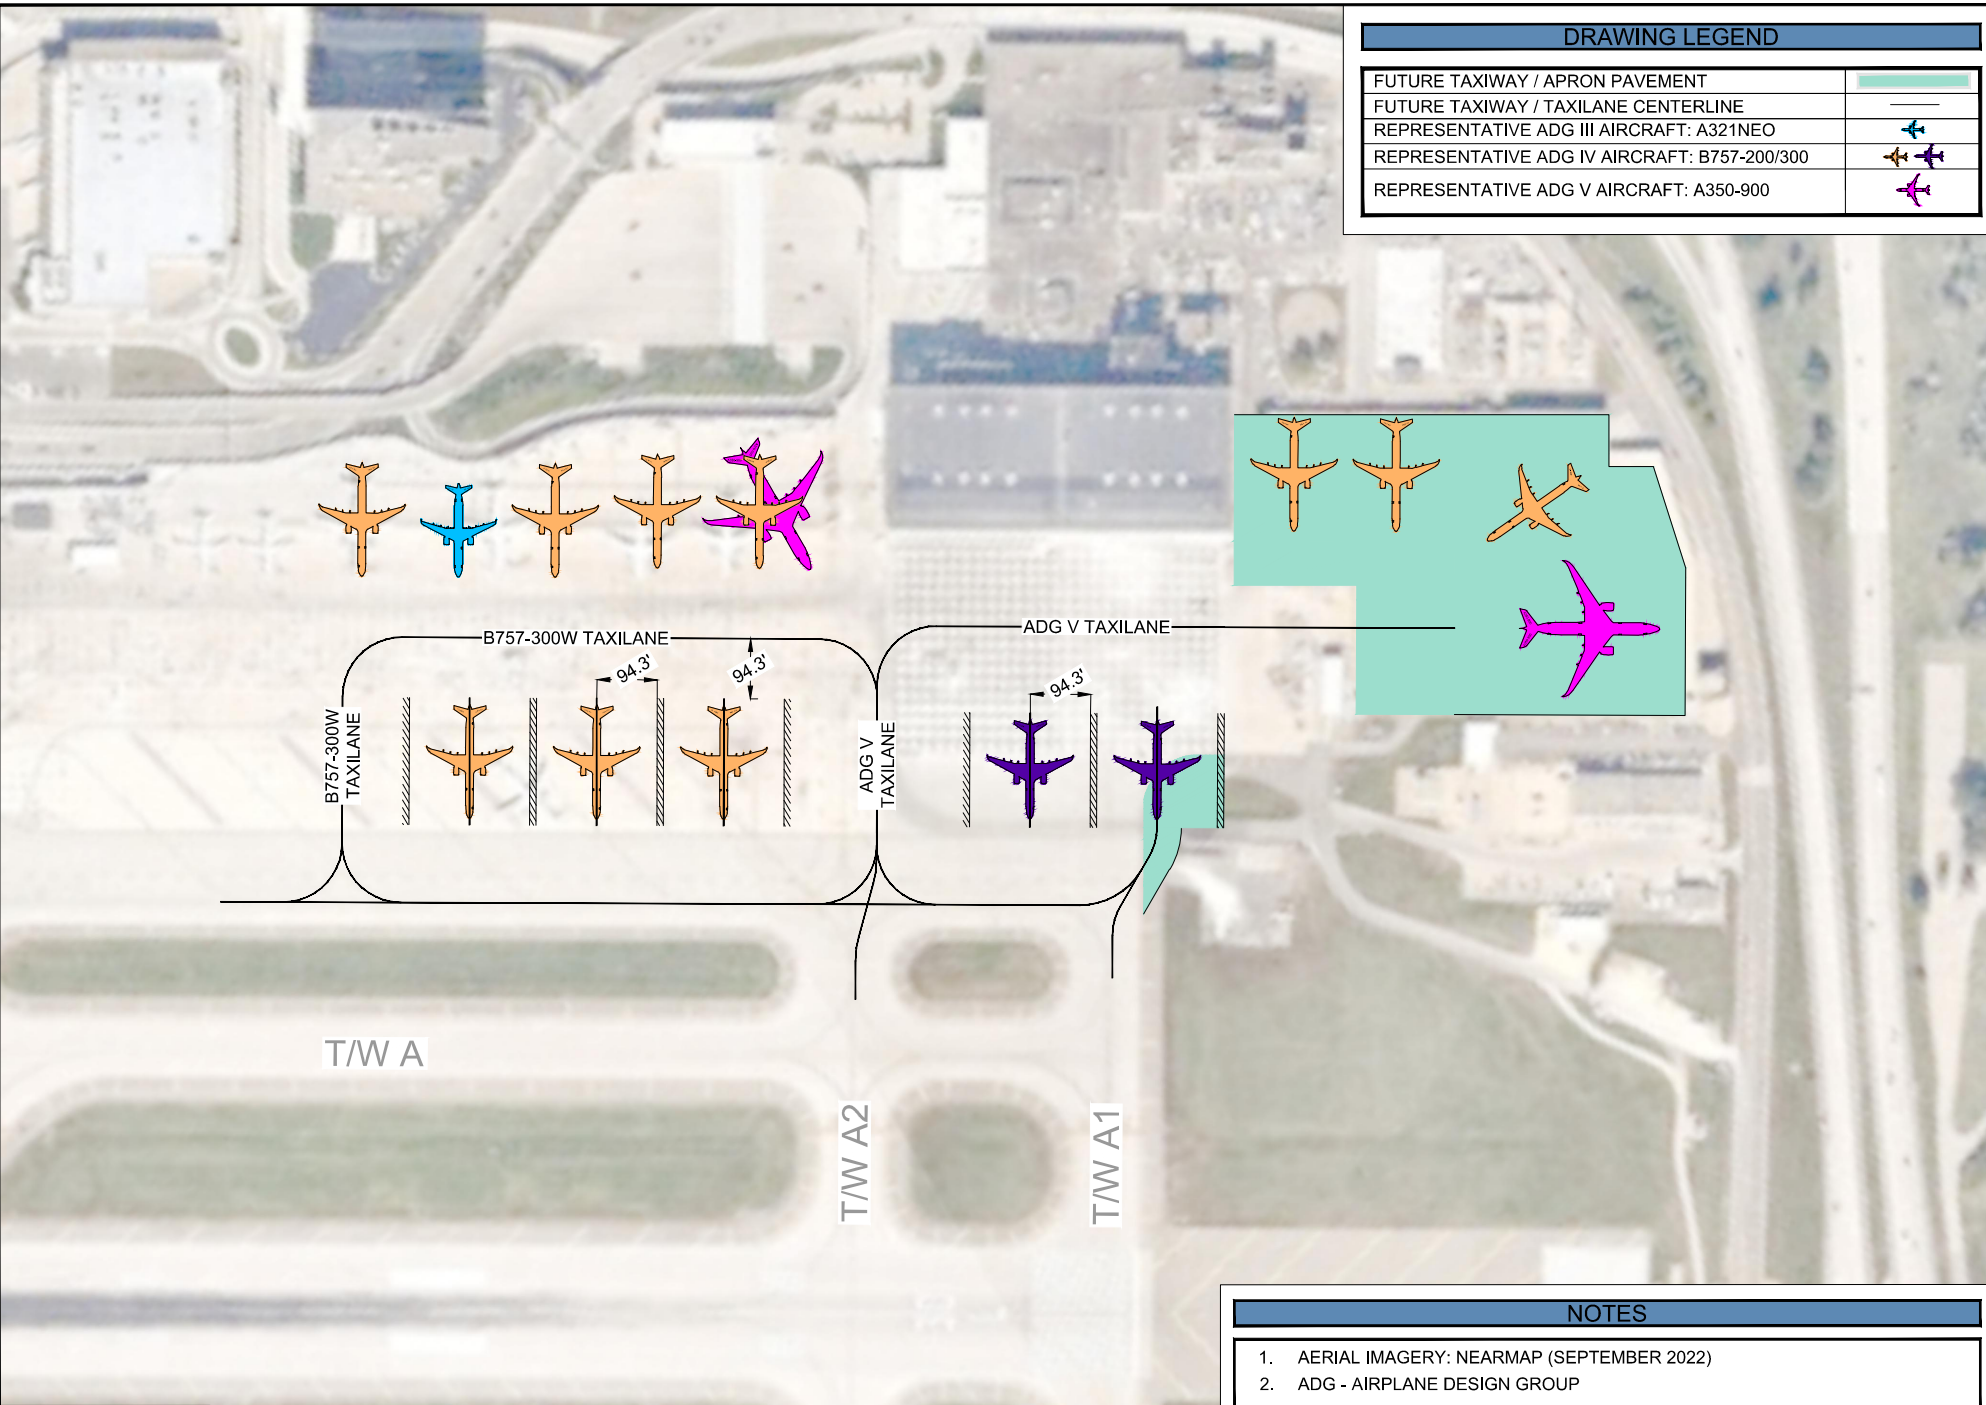 DRAWING LEGEND
FUTURE TAXIWAY / APRON PAVEMENT
FUTURE TAXIWAY / TAXILANE CENTERLINE
REPRESENTATIVE ADG III AIRCRAFT: A321NEO
REPRESENTATIVE ADG IV AIRCRAFT: B757-200/300
REPRESENTATIVE ADG V AIRCRAFT: A350-900
B757-300W TAXILANE
ADG V TAXILANE
94.3'
94.3'
94.3'
B757-300W
TAXILANE
ADG V
TAXILANE
T/W A
T/W A2
T/W A1
NOTES
1. AERIAL IMAGERY: NEARMAP (SEPTEMBER 2022)
2. ADG - AIRPLANE DESIGN GROUP